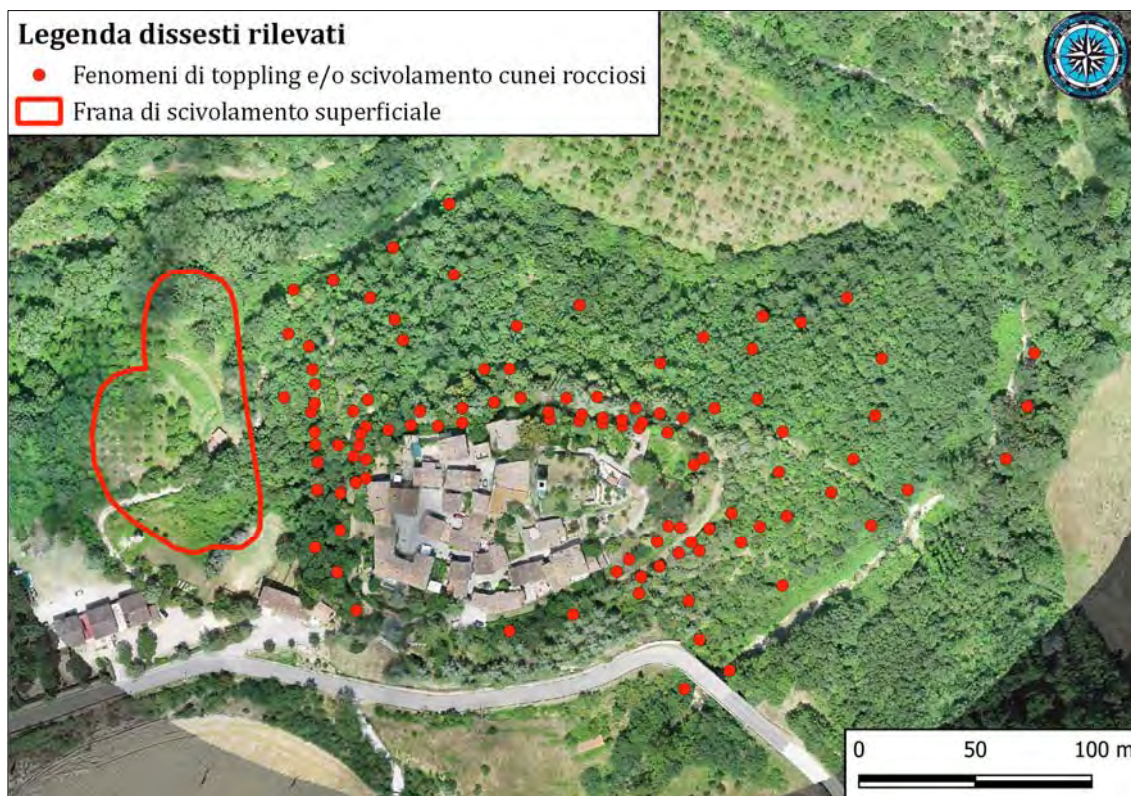 Legenda dissesti rilevati
Fenomeni di toppling e/o scivolamento cunei rocciosi
Frana di scivolamento superficiale
0 50 100 m